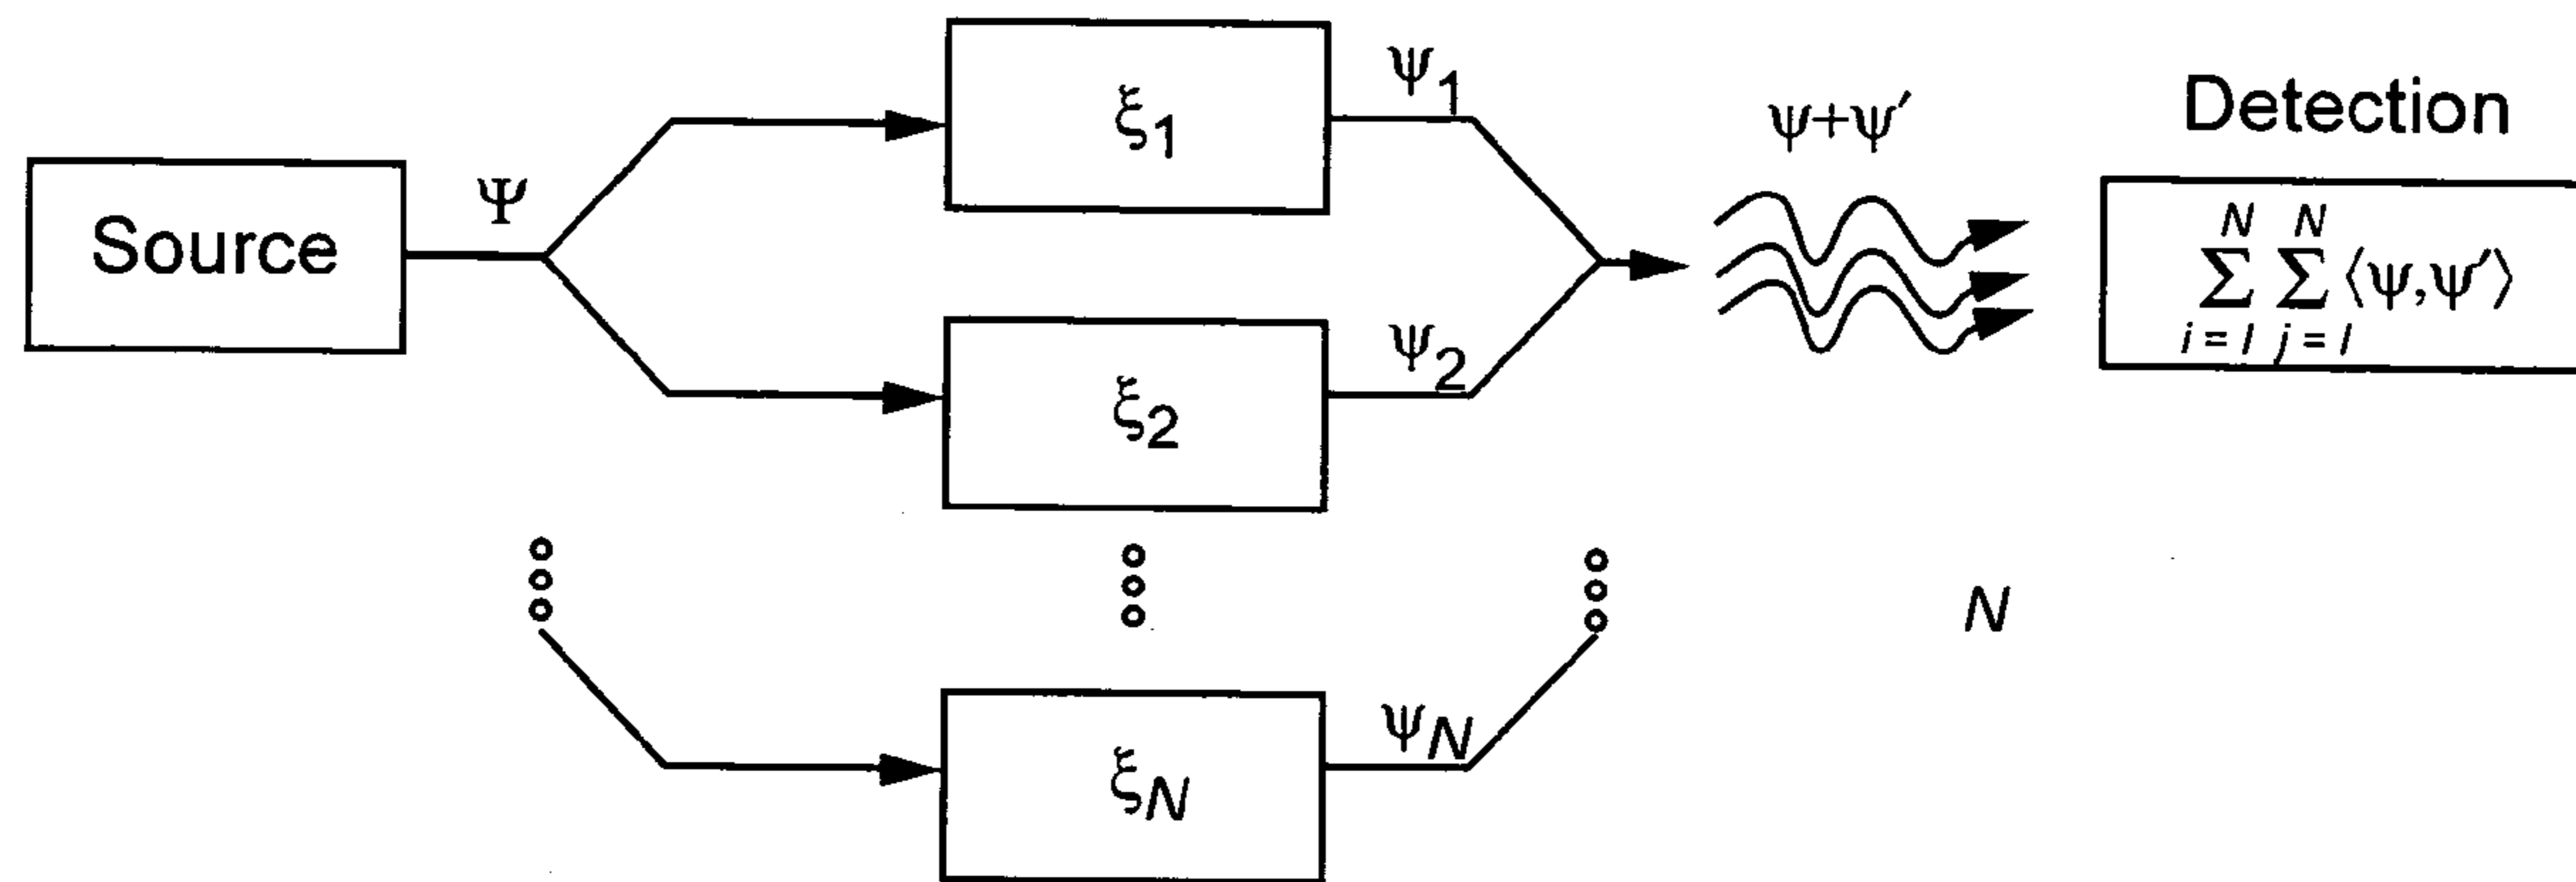 Source
Ψ
ξ1
ψ1
ξ2
ψ2
ξN
ψN
ψ+ψ′
Detection
N N
Σ Σ ⟨ψ,ψ′⟩
i = l j = l
N